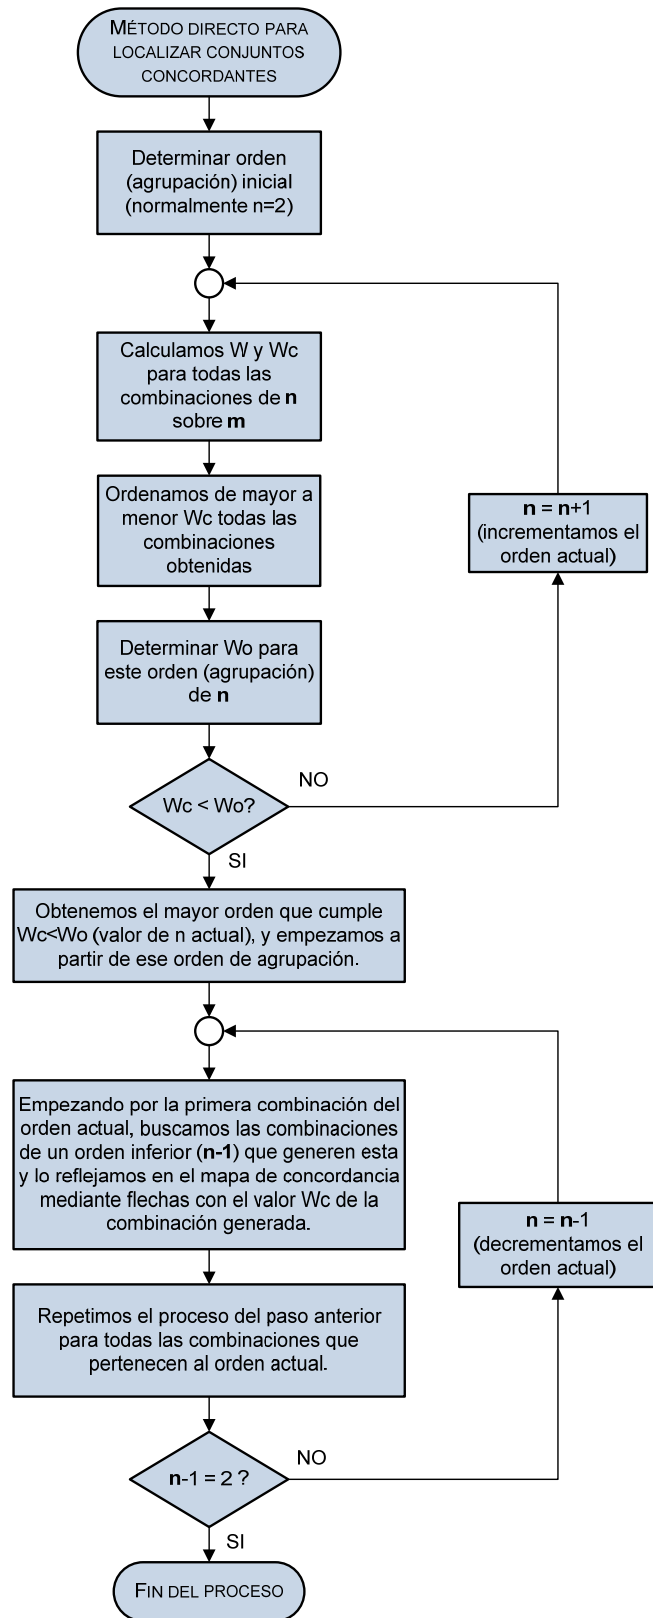 MÉTODO DIRECTO PARA
LOCALIZAR CONJUNTOS
CONCORDANTES
Determinar orden
(agrupación) inicial
(normalmente n=2)
Calculamos W y Wc
para todas las
combinaciones de n
sobre m
Ordenamos de mayor a
menor Wc todas las
combinaciones
obtenidas
n = n+1
(incrementamos el
orden actual)
Determinar Wo para
este orden (agrupación)
de n
Wc < Wo?
NO
SI
Obtenemos el mayor orden que cumple
Wc<Wo (valor de n actual), y empezamos a
partir de ese orden de agrupación.
Empezando por la primera combinación del
orden actual, buscamos las combinaciones
de un orden inferior (n-1) que generen esta
y lo reflejamos en el mapa de concordancia
mediante flechas con el valor Wc de la
combinación generada.
n = n-1
(decrementamos el
orden actual)
Repetimos el proceso del paso anterior
para todas las combinaciones que
pertenecen al orden actual.
n-1 = 2 ?
NO
SI
FIN DEL PROCESO